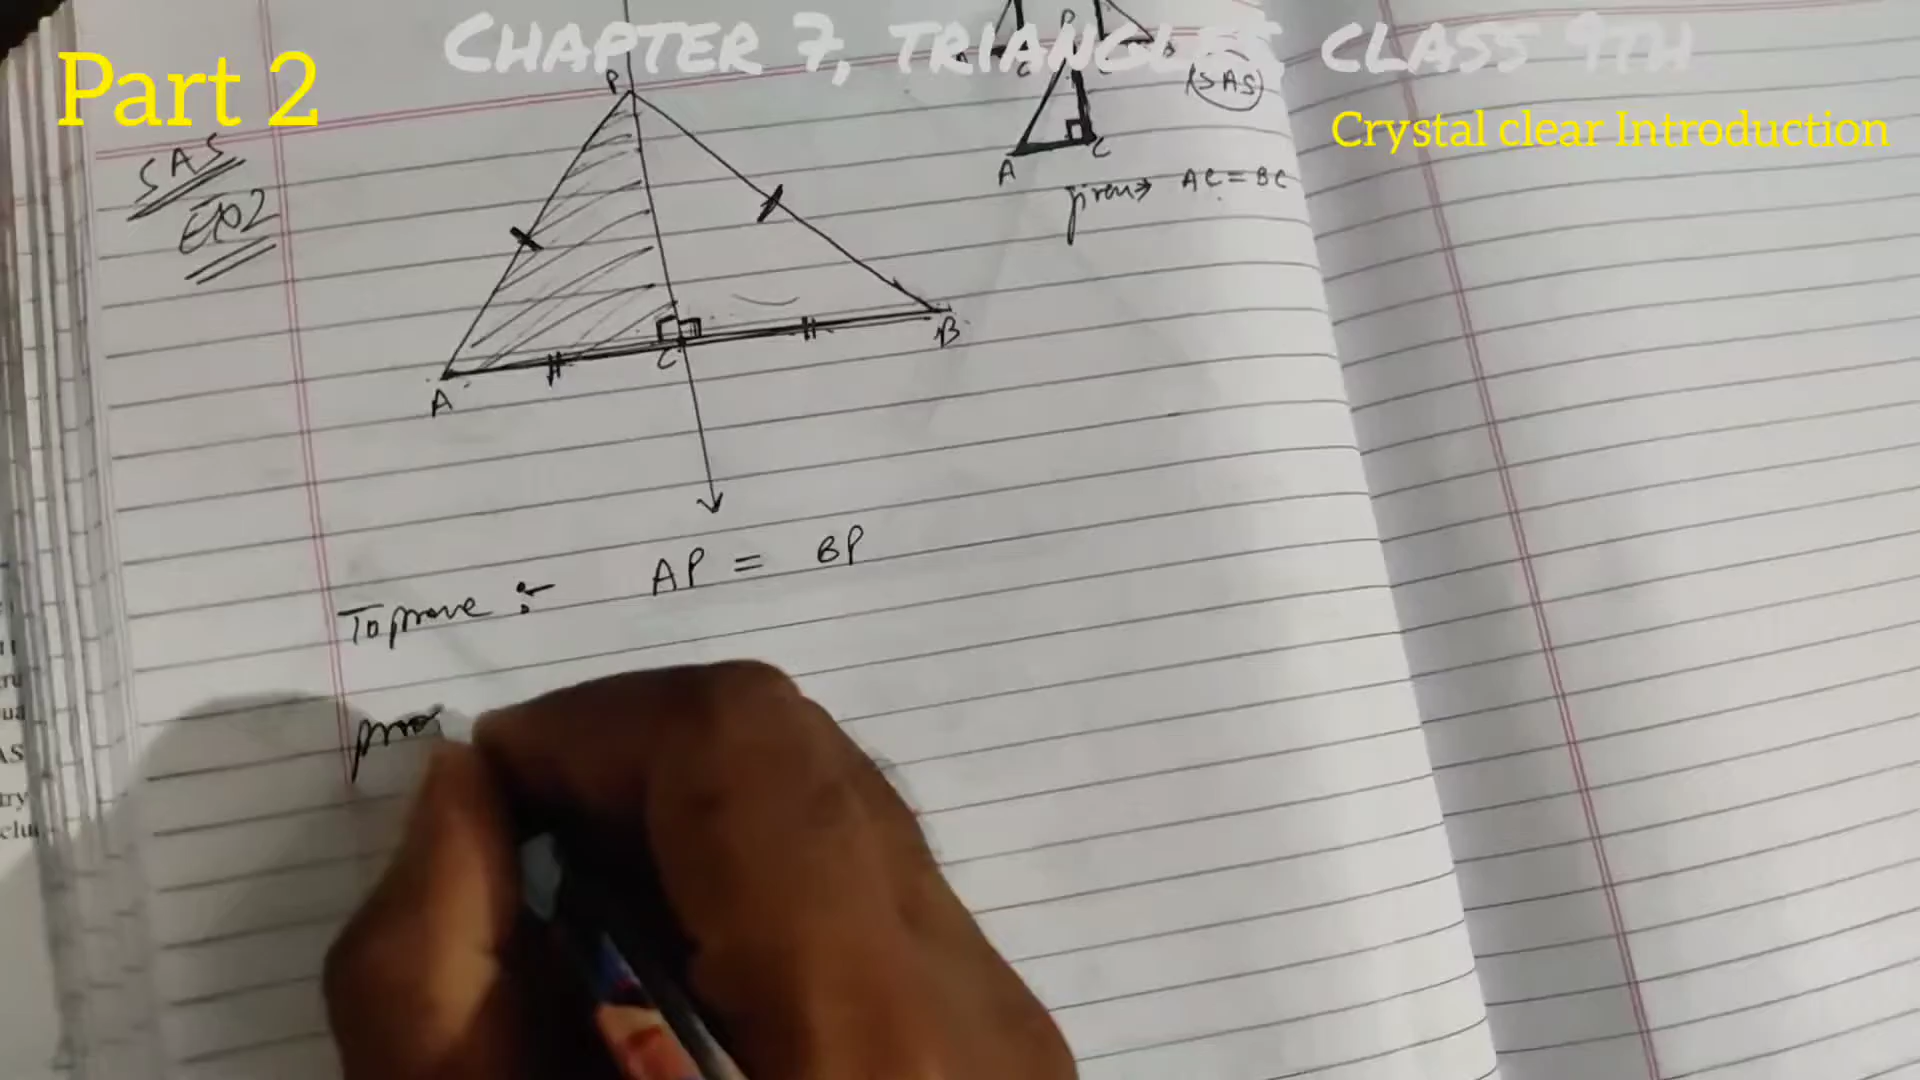 CHAPTER 7, TRIANGLES CLASS 9TH
Part 2
Crystal clear Introduction
SAS
EX2
P
A
C
B
P
A
C
(SAS)
given → AC = BC
To prove :- AP = BP